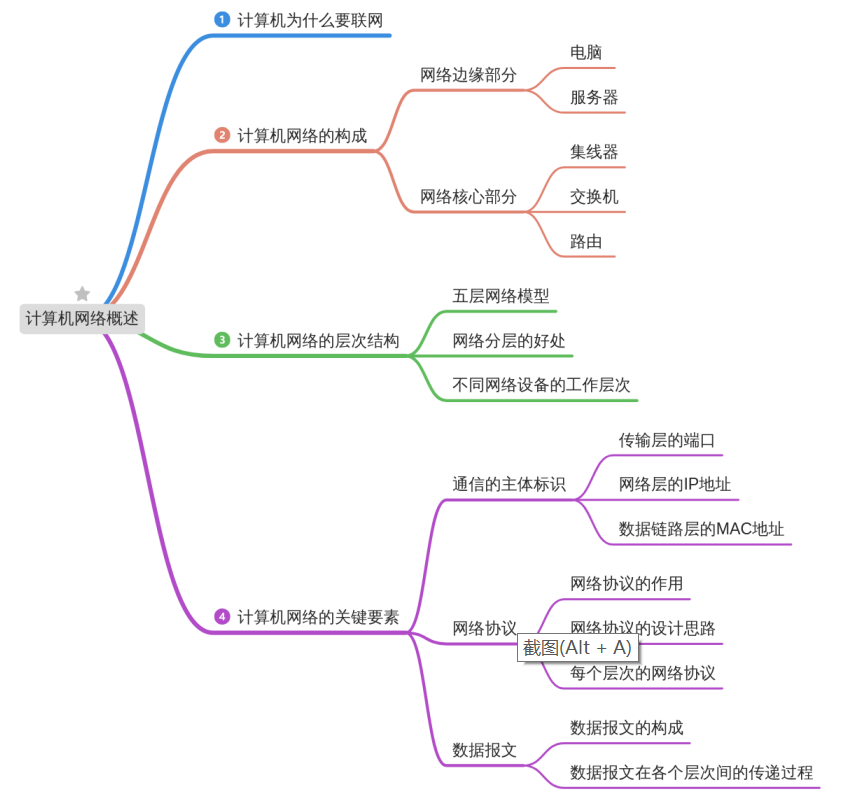 计算机网络概述
1 计算机为什么要联网
2 计算机网络的构成
网络边缘部分
电脑
服务器
网络核心部分
集线器
交换机
路由
3 计算机网络的层次结构
五层网络模型
网络分层的好处
不同网络设备的工作层次
4 计算机网络的关键要素
通信的主体标识
传输层的端口
网络层的IP地址
数据链路层的MAC地址
网络协议
网络协议的作用
网络协议的设计思路
截图(Alt + A)
每个层次的网络协议
数据报文
数据报文的构成
数据报文在各个层次间的传递过程